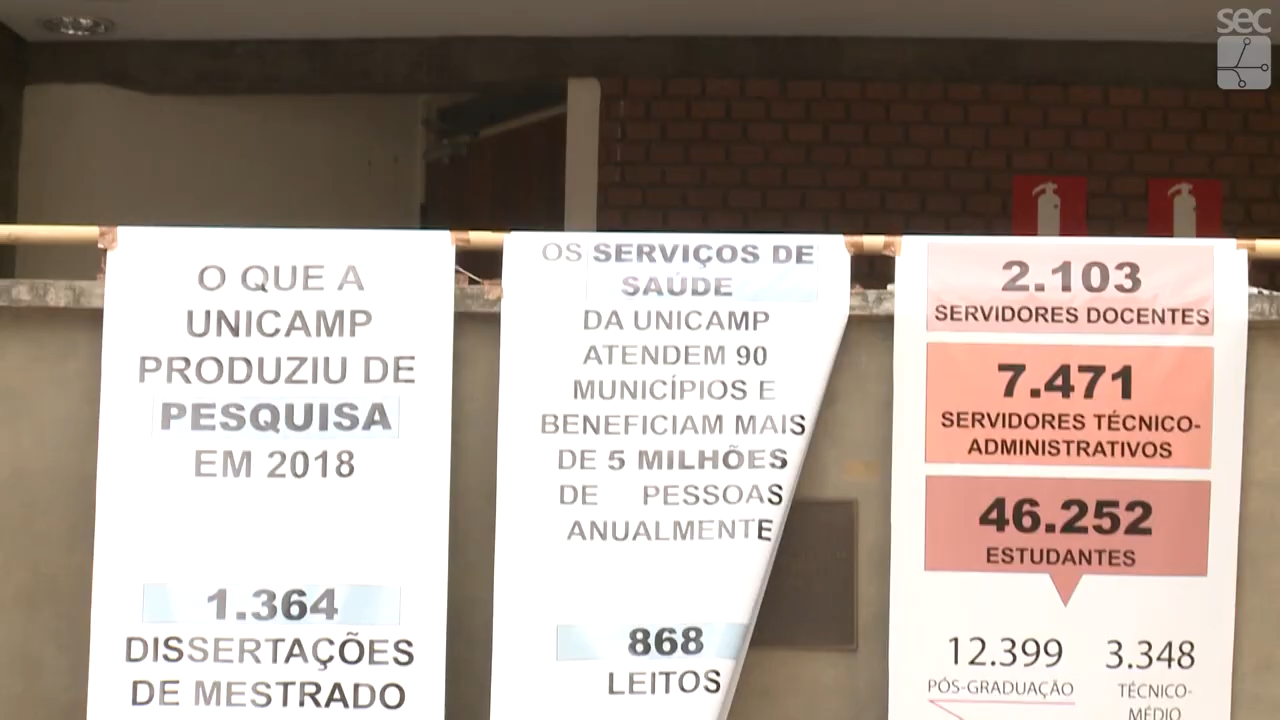 sec
O QUE A
UNICAMP
PRODUZIU DE
PESQUISA
EM 2018
1.364
DISSERTAÇÕES
DE MESTRADO
OS SERVIÇOS DE
SAÚDE
DA UNICAMP
ATENDEM 90
MUNICÍPIOS E
BENEFICIAM MAIS
DE 5 MILHÕES
DE PESSOAS
ANUALMENTE
868
LEITOS
2.103
SERVIDORES DOCENTES
7.471
SERVIDORES TÉCNICO-
ADMINISTRATIVOS
46.252
ESTUDANTES
12.399
PÓS-GRADUAÇÃO
3.348
TÉCNICO-
MÉDIO